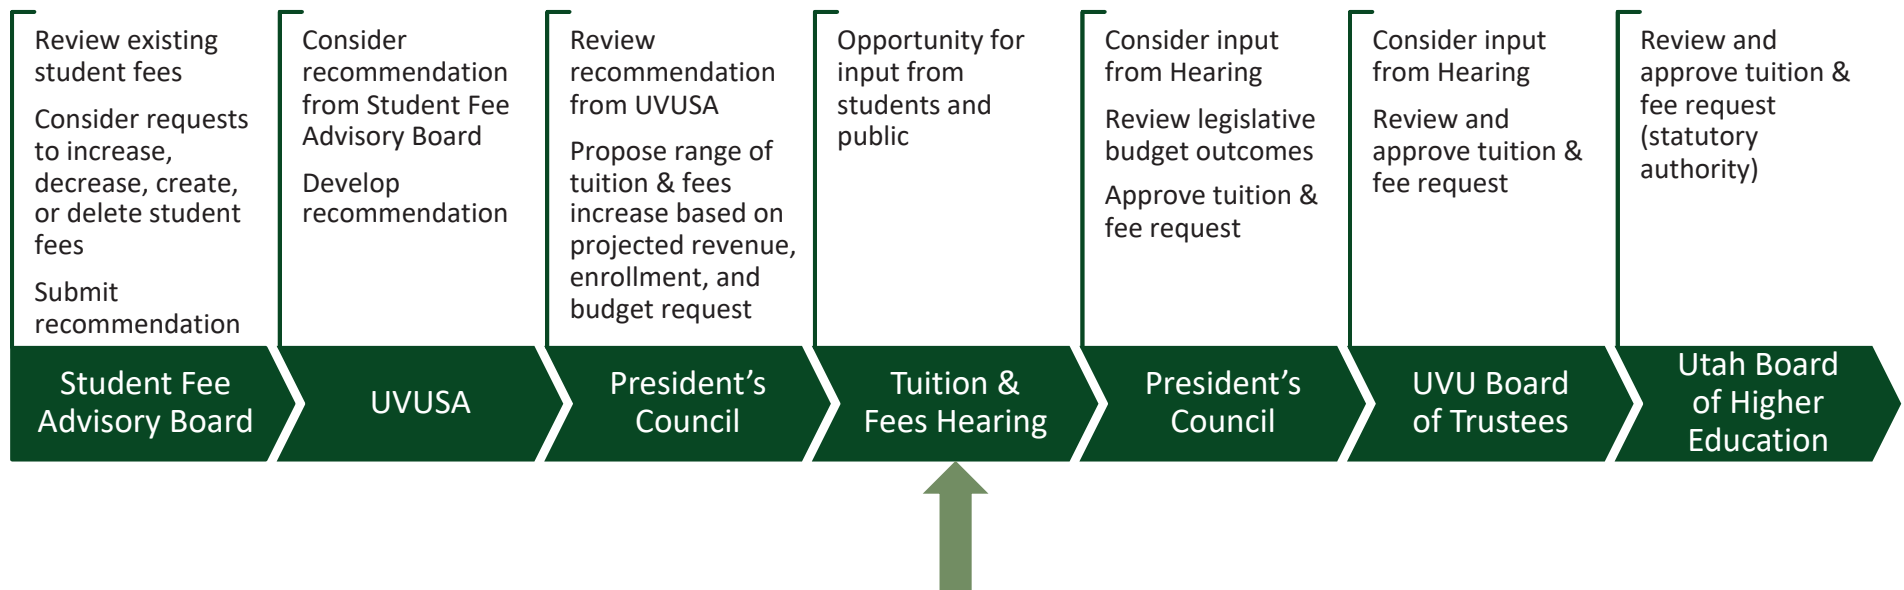 Review existing
student fees
Consider requests
to increase,
decrease, create,
or delete student
fees
Submit
recommendation
Student Fee
Advisory Board
Consider
recommendation
from Student Fee
Advisory Board
Develop
recommendation
UVUSA
Review
recommendation
from UVUSA
Propose range of
tuition & fees
increase based on
projected revenue,
enrollment, and
budget request
President’s
Council
Opportunity for
input from
students and
public
Tuition &
Fees Hearing
Consider input
from Hearing
Review legislative
budget outcomes
Approve tuition &
fee request
President’s
Council
Consider input
from Hearing
Review and
approve tuition &
fee request
UVU Board
of Trustees
Review and
approve tuition &
fee request
(statutory
authority)
Utah Board
of Higher
Education